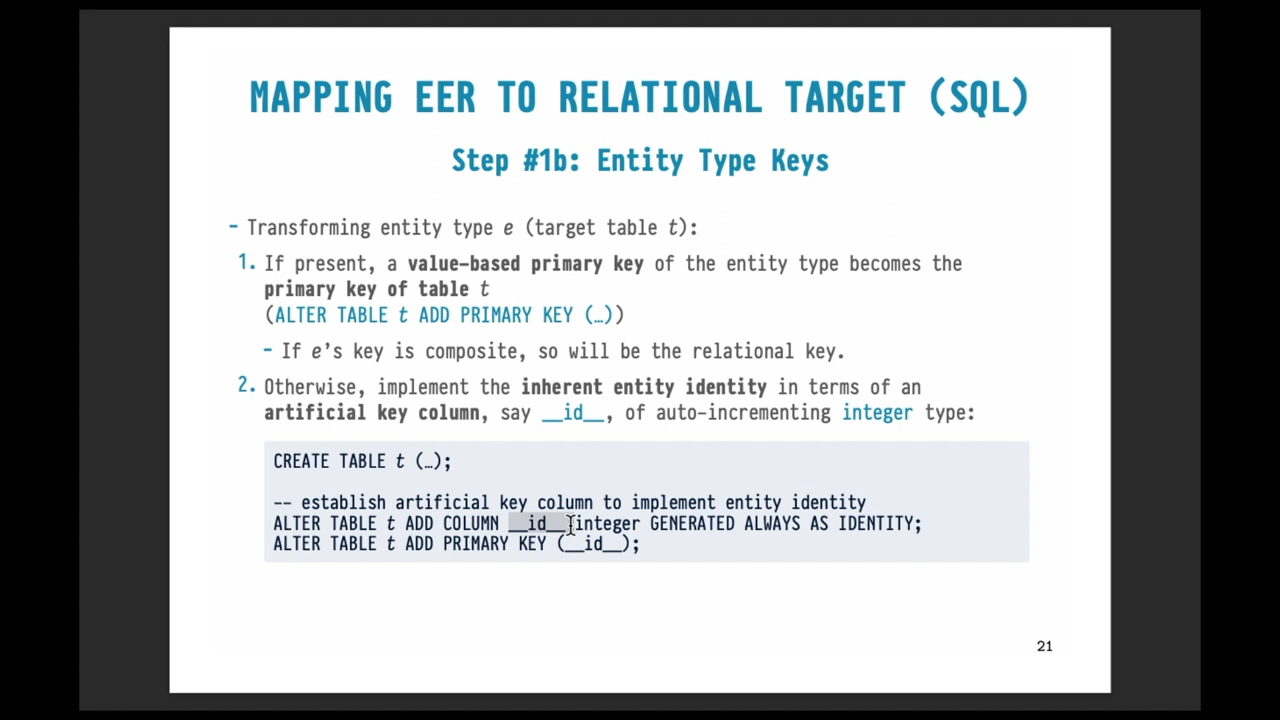 MAPPING EER TO RELATIONAL TARGET (SQL)
Step #1b: Entity Type Keys
- Transforming entity type e (target table t):
1. If present, a value-based primary key of the entity type becomes the
primary key of table t
(ALTER TABLE t ADD PRIMARY KEY (…))
- If e's key is composite, so will be the relational key.
2. Otherwise, implement the inherent entity identity in terms of an
artificial key column, say __id__, of auto-incrementing integer type:
CREATE TABLE t (…);
-- establish artificial key column to implement entity identity
ALTER TABLE t ADD COLUMN __id__ integer GENERATED ALWAYS AS IDENTITY;
ALTER TABLE t ADD PRIMARY KEY (__id__);
21